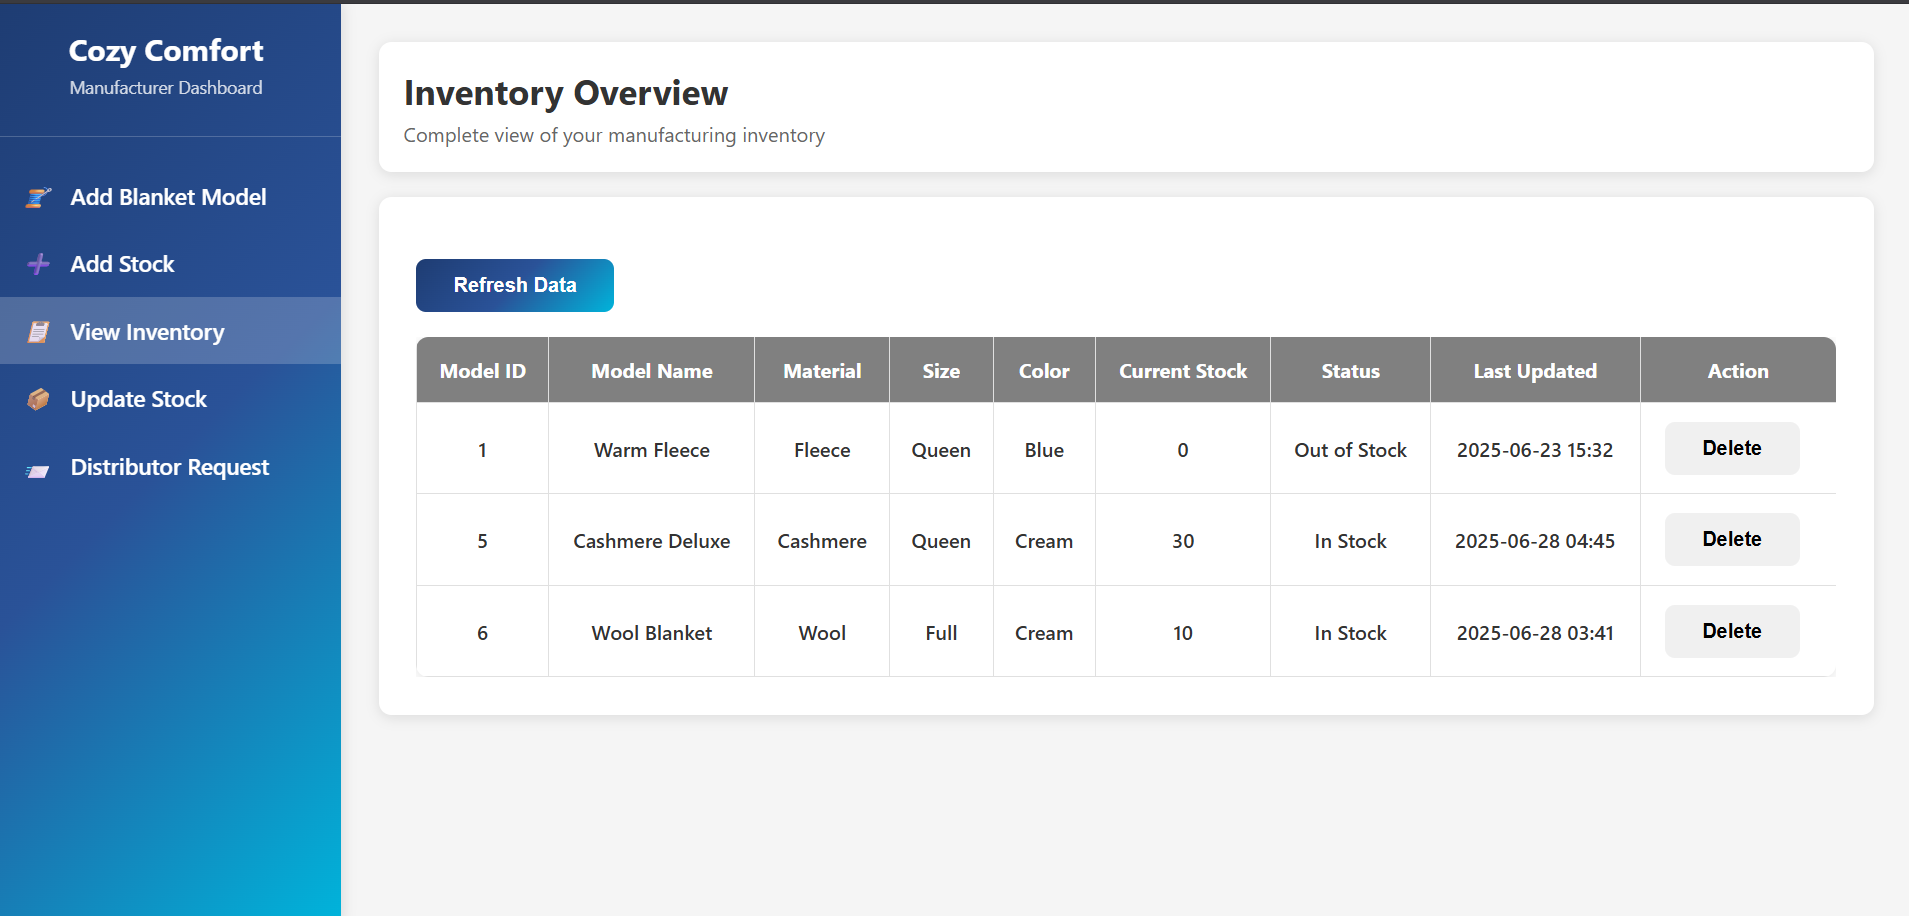 Cozy Comfort
Manufacturer Dashboard
Add Blanket Model
Add Stock
View Inventory
Update Stock
Distributor Request
Inventory Overview
Complete view of your manufacturing inventory
Refresh Data
Model ID Model Name Material Size Color Current Stock Status Last Updated Action
1 Warm Fleece Fleece Queen Blue 0 Out of Stock 2025-06-23 15:32 Delete
5 Cashmere Deluxe Cashmere Queen Cream 30 In Stock 2025-06-28 04:45 Delete
6 Wool Blanket Wool Full Cream 10 In Stock 2025-06-28 03:41 Delete